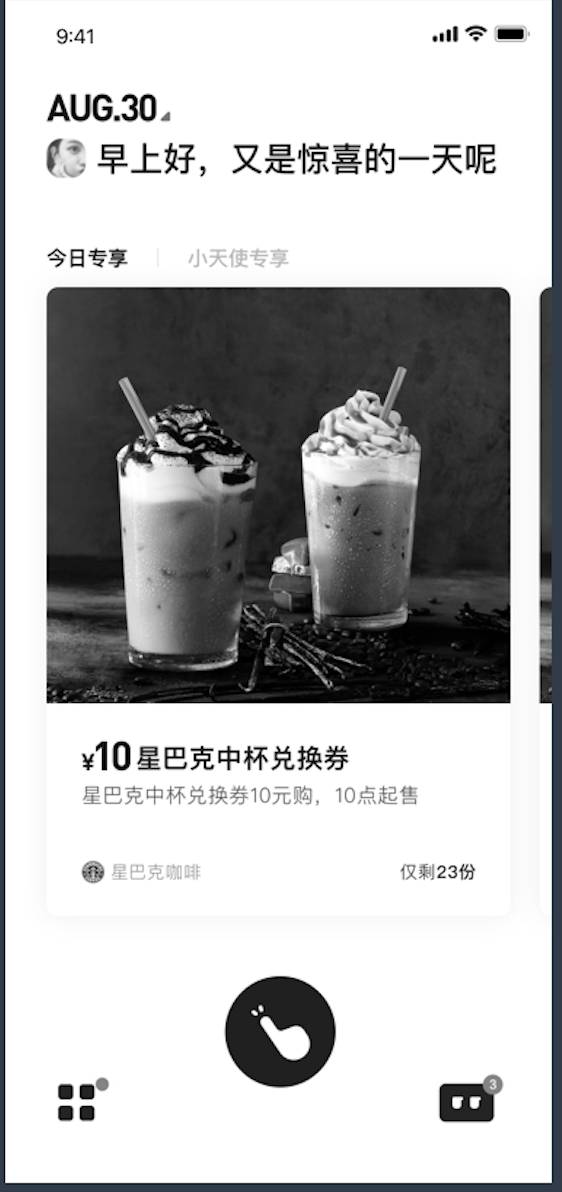 9:41
AUG.30
早上好，又是惊喜的一天呢
今日专享
小天使专享
¥10 星巴克中杯兑换券
星巴克中杯兑换券10元购，10点起售
星巴克咖啡
仅剩23份
3